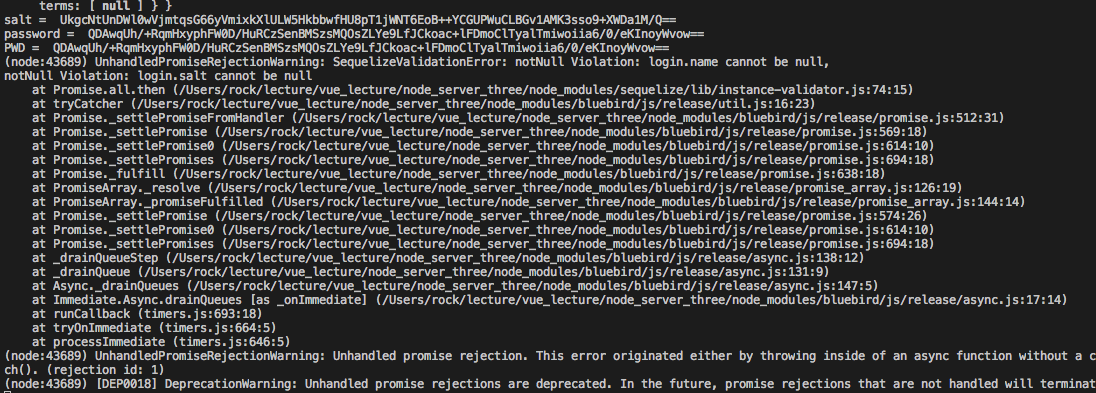 terms: [ null ] } }
salt =  UkgcNtUnDWl0wVjmtqsG66yVmixkXlULW5HkbbwfHU8pT1jWNT6EoB++YCGUPWuCLBGv1AMK3sso9+XWDa1M/Q==
password =  QDAwqUh/+RqmHxyphFW0D/HuRCzSenBMSzsMQOsZLYe9LfJCkoac+lFDmoClTyalTmiwoiia6/0/eKInoyWvow==
PWD =  QDAwqUh/+RqmHxyphFW0D/HuRCzSenBMSzsMQOsZLYe9LfJCkoac+lFDmoClTyalTmiwoiia6/0/eKInoyWvow==
(node:43689) UnhandledPromiseRejectionWarning: SequelizeValidationError: notNull Violation: login.name cannot be null,
notNull Violation: login.salt cannot be null
    at Promise.all.then (/Users/rock/lecture/vue_lecture/node_server_three/node_modules/sequelize/lib/instance-validator.js:74:15)
    at tryCatcher (/Users/rock/lecture/vue_lecture/node_server_three/node_modules/bluebird/js/release/util.js:16:23)
    at Promise._settlePromiseFromHandler (/Users/rock/lecture/vue_lecture/node_server_three/node_modules/bluebird/js/release/promise.js:512:31)
    at Promise._settlePromise (/Users/rock/lecture/vue_lecture/node_server_three/node_modules/bluebird/js/release/promise.js:569:18)
    at Promise._settlePromise0 (/Users/rock/lecture/vue_lecture/node_server_three/node_modules/bluebird/js/release/promise.js:614:10)
    at Promise._settlePromises (/Users/rock/lecture/vue_lecture/node_server_three/node_modules/bluebird/js/release/promise.js:694:18)
    at Promise._fulfill (/Users/rock/lecture/vue_lecture/node_server_three/node_modules/bluebird/js/release/promise.js:638:18)
    at PromiseArray._resolve (/Users/rock/lecture/vue_lecture/node_server_three/node_modules/bluebird/js/release/promise_array.js:126:19)
    at PromiseArray._promiseFulfilled (/Users/rock/lecture/vue_lecture/node_server_three/node_modules/bluebird/js/release/promise_array.js:144:14)
    at Promise._settlePromise (/Users/rock/lecture/vue_lecture/node_server_three/node_modules/bluebird/js/release/promise.js:574:26)
    at Promise._settlePromise0 (/Users/rock/lecture/vue_lecture/node_server_three/node_modules/bluebird/js/release/promise.js:614:10)
    at Promise._settlePromises (/Users/rock/lecture/vue_lecture/node_server_three/node_modules/bluebird/js/release/promise.js:694:18)
    at _drainQueueStep (/Users/rock/lecture/vue_lecture/node_server_three/node_modules/bluebird/js/release/async.js:138:12)
    at _drainQueue (/Users/rock/lecture/vue_lecture/node_server_three/node_modules/bluebird/js/release/async.js:131:9)
    at Async._drainQueues (/Users/rock/lecture/vue_lecture/node_server_three/node_modules/bluebird/js/release/async.js:147:5)
    at Immediate.Async.drainQueues [as _onImmediate] (/Users/rock/lecture/vue_lecture/node_server_three/node_modules/bluebird/js/release/async.js:17:14)
    at runCallback (timers.js:693:18)
    at tryOnImmediate (timers.js:664:5)
    at processImmediate (timers.js:646:5)
(node:43689) UnhandledPromiseRejectionWarning: Unhandled promise rejection. This error originated either by throwing inside of an async function without a c
ch(). (rejection id: 1)
(node:43689) [DEP0018] DeprecationWarning: Unhandled promise rejections are deprecated. In the future, promise rejections that are not handled will terminat